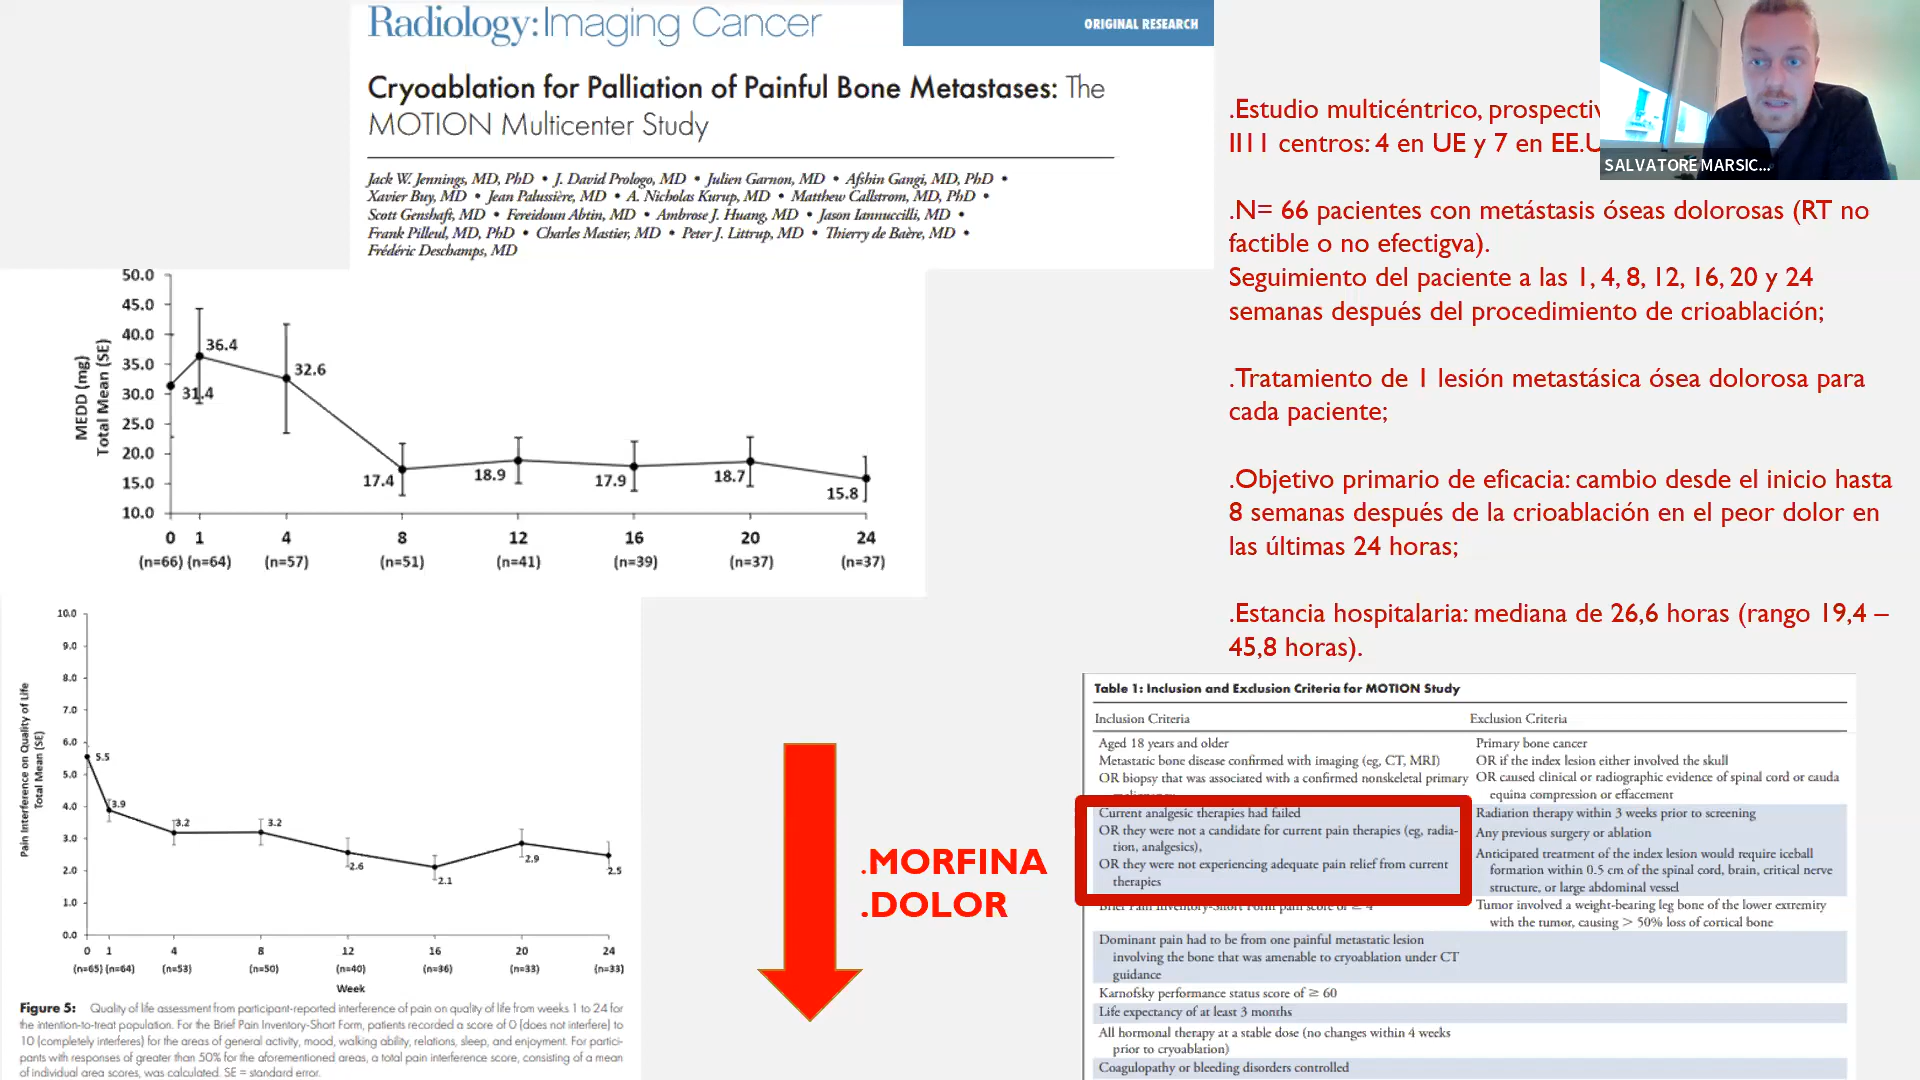 Radiology: Imaging Cancer
ORIGINAL RESEARCH
Cryoablation for Palliation of Painful Bone Metastases: The
MOTION Multicenter Study
Jack W. Jennings, MD, PhD • J. David Prologo, MD • Julien Garnon, MD • Afshin Gangi, MD, PhD •
Xavier Buy, MD • Jean Palussière, MD • A. Nicholas Kurup, MD • Matthew Callstrom, MD, PhD •
Scott Genshaft, MD • Fereidoun Abtin, MD • Ambrose J. Huang, MD • Jason Iannuccilli, MD •
Frank Pilleul, MD, PhD • Charles Mastier, MD • Peter J. Littrup, MD • Thierry de Baère, MD •
Frédéric Deschamps, MD
MEDD (mg)
Total Mean (SE)
50.0
45.0
40.0
35.0
30.0
25.0
20.0
15.0
10.0
31.4
36.4
32.6
17.4
18.9
17.9
18.7
15.8
0 1 4 8 12 16 20 24
(n=66) (n=64) (n=57) (n=51) (n=41) (n=39) (n=37) (n=37)
Pain Interference on Quality of Life
Total Mean (SE)
10.0
9.0
8.0
7.0
6.0
5.0
4.0
3.0
2.0
1.0
0.0
5.5
3.9
3.2
3.2
2.6
2.1
2.9
2.5
0 1 4 8 12 16 20 24
(n=65) (n=64) (n=53) (n=50) (n=40) (n=36) (n=33) (n=33)
Week
Figure 5: Quality of life assessment from participant-reported interference of pain on quality of life from weeks 1 to 24 for
the intention-to-treat population. For the Brief Pain Inventory-Short Form, patients recorded a score of 0 (does not interfere) to
10 (completely interferes) for the areas of general activity, mood, walking ability, relations, sleep, and enjoyment. For partici-
pants with responses of greater than 50% for the aforementioned areas, a total pain interference score, consisting of a mean
of individual area scores, was calculated. SE = standard error.
.MORFINA
.DOLOR
.Estudio multicéntrico, prospectiv
II11 centros: 4 en UE y 7 en EE.U
.N= 66 pacientes con metástasis óseas dolorosas (RT no
factible o no efectigva).
Seguimiento del paciente a las 1, 4, 8, 12, 16, 20 y 24
semanas después del procedimiento de crioablación;
.Tratamiento de 1 lesión metastásica ósea dolorosa para
cada paciente;
.Objetivo primario de eficacia: cambio desde el inicio hasta
8 semanas después de la crioablación en el peor dolor en
las últimas 24 horas;
.Estancia hospitalaria: mediana de 26,6 horas (rango 19,4 –
45,8 horas).
SALVATORE MARSIC...
Table 1: Inclusion and Exclusion Criteria for MOTION Study
Inclusion Criteria
Aged 18 years and older
Metastatic bone disease confirmed with imaging (eg, CT, MRI)
OR biopsy that was associated with a confirmed nonskeletal primary
Current analgesic therapies had failed
OR they were not a candidate for current pain therapies (eg, radia-
tion, analgesics),
OR they were not experiencing adequate pain relief from current
therapies
Brief Pain Inventory-Short Form pain score of ≥ 4
Dominant pain had to be from one painful metastatic lesion
involving the bone that was amenable to cryoablation under CT
guidance
Karnofsky performance status score of ≥ 60
Life expectancy of at least 3 months
All hormonal therapy at a stable dose (no changes within 4 weeks
prior to cryoablation)
Coagulopathy or bleeding disorders controlled
Exclusion Criteria
Primary bone cancer
OR if the index lesion either involved the skull
OR caused clinical or radiographic evidence of spinal cord or cauda
equina compression or effacement
Radiation therapy within 3 weeks prior to screening
Any previous surgery or ablation
Anticipated treatment of the index lesion would require iceball
formation within 0.5 cm of the spinal cord, brain, critical nerve
structure, or large abdominal vessel
Tumor involved a weight-bearing leg bone of the lower extremity
with the tumor, causing > 50% loss of cortical bone